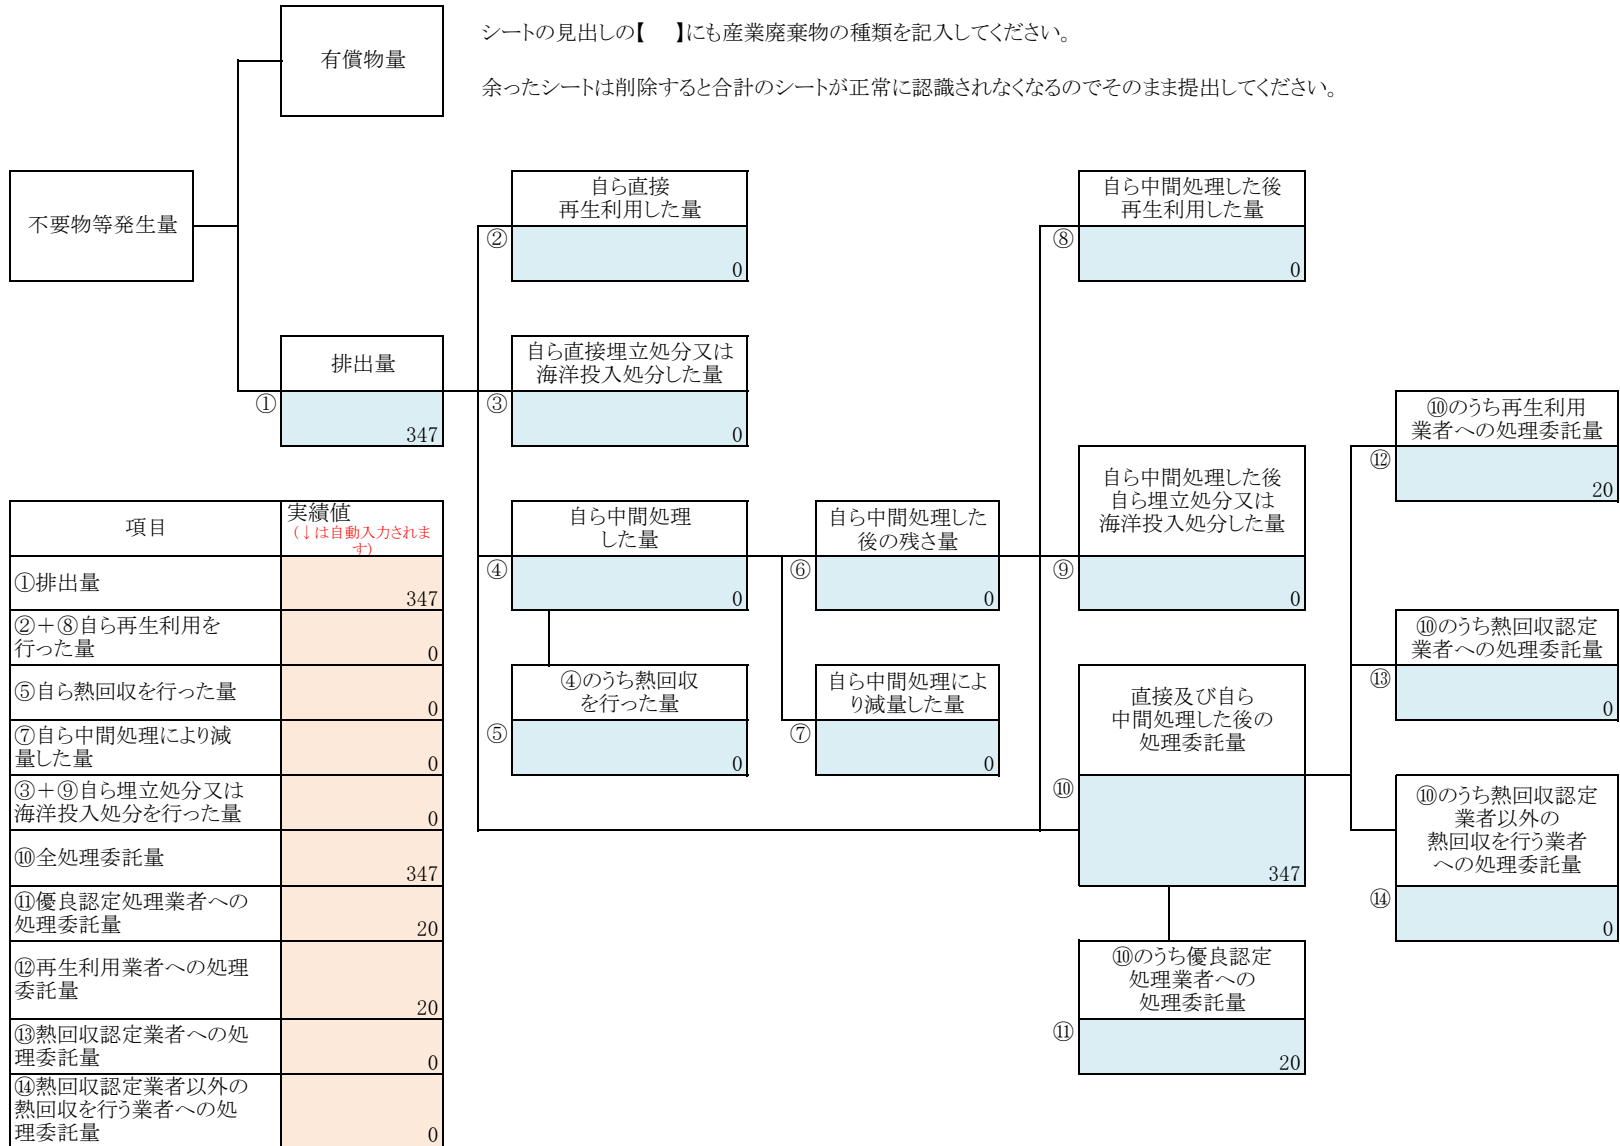 有償物量
シートの見出しの【　】にも産業廃棄物の種類を記入してください。
余ったシートは削除すると合計のシートが正常に認識されなくなるのでそのまま提出してください。
不要物等発生量
自ら直接
再生利用した量
②
0
自ら中間処理した後
再生利用した量
⑧
0
排出量
①
347
自ら直接埋立処分又は
海洋投入処分した量
③
0
⑩のうち再生利用
業者への処理委託量
⑫
20
自ら中間処理
した量
④
0
自ら中間処理した
後の残さ量
⑥
0
自ら中間処理した後
自ら埋立処分又は
海洋投入処分した量
⑨
0
④のうち熱回収
を行った量
⑤
0
自ら中間処理によ
り減量した量
⑦
0
直接及び自ら
中間処理した後の
処理委託量
⑩
347
⑩のうち熱回収認定
業者への処理委託量
⑬
0
⑩のうち熱回収認定
業者以外の
熱回収を行う業者
への処理委託量
⑭
0
⑩のうち優良認定
処理業者への
処理委託量
⑪
20
項目
実績値
（↓は自動入力されま
す）
①排出量
347
②＋⑧自ら再生利用を
行った量
0
⑤自ら熱回収を行った量
0
⑦自ら中間処理により減
量した量
0
③＋⑨自ら埋立処分又は
海洋投入処分を行った量
0
⑩全処理委託量
347
⑪優良認定処理業者への
処理委託量
20
⑫再生利用業者への処理
委託量
20
⑬熱回収認定業者への処
理委託量
0
⑭熱回収認定業者以外の
熱回収を行う業者への処
理委託量
0